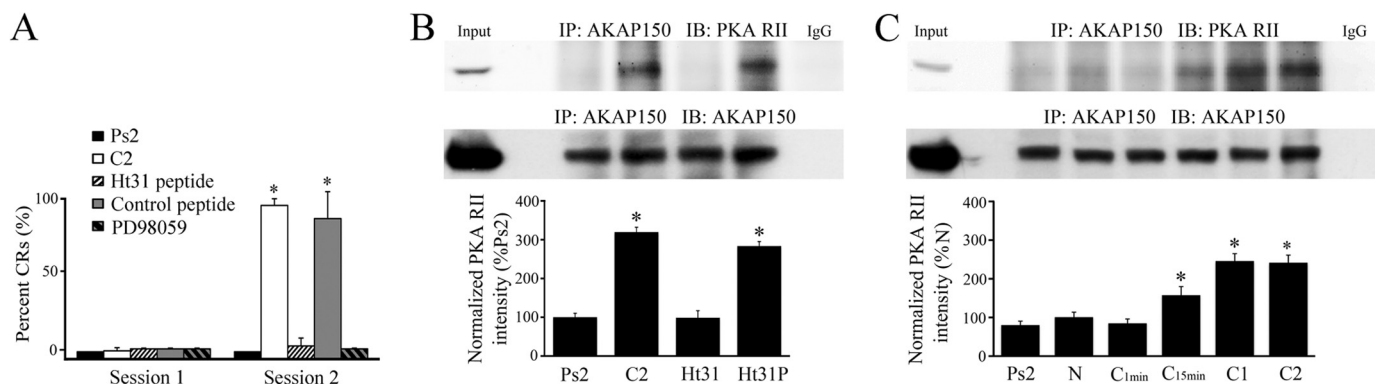 A
Ps2
C2
Ht31 peptide
Control peptide
PD98059
Percent CRs (%)
100
50
0
*
*
Session 1
Session 2
B
Input
IP: AKAP150
IB: PKA RII
IgG
IP: AKAP150
IB: AKAP150
Normalized PKA RII
intensity (%Ps2)
400
300
200
100
0
*
*
Ps2
C2
Ht31
Ht31P
C
Input
IP: AKAP150
IB: PKA RII
IgG
IP: AKAP150
IB: AKAP150
Normalized PKA RII
intensity (%N)
400
300
200
100
0
*
*
*
Ps2
N
C1min
C15min
C1
C2